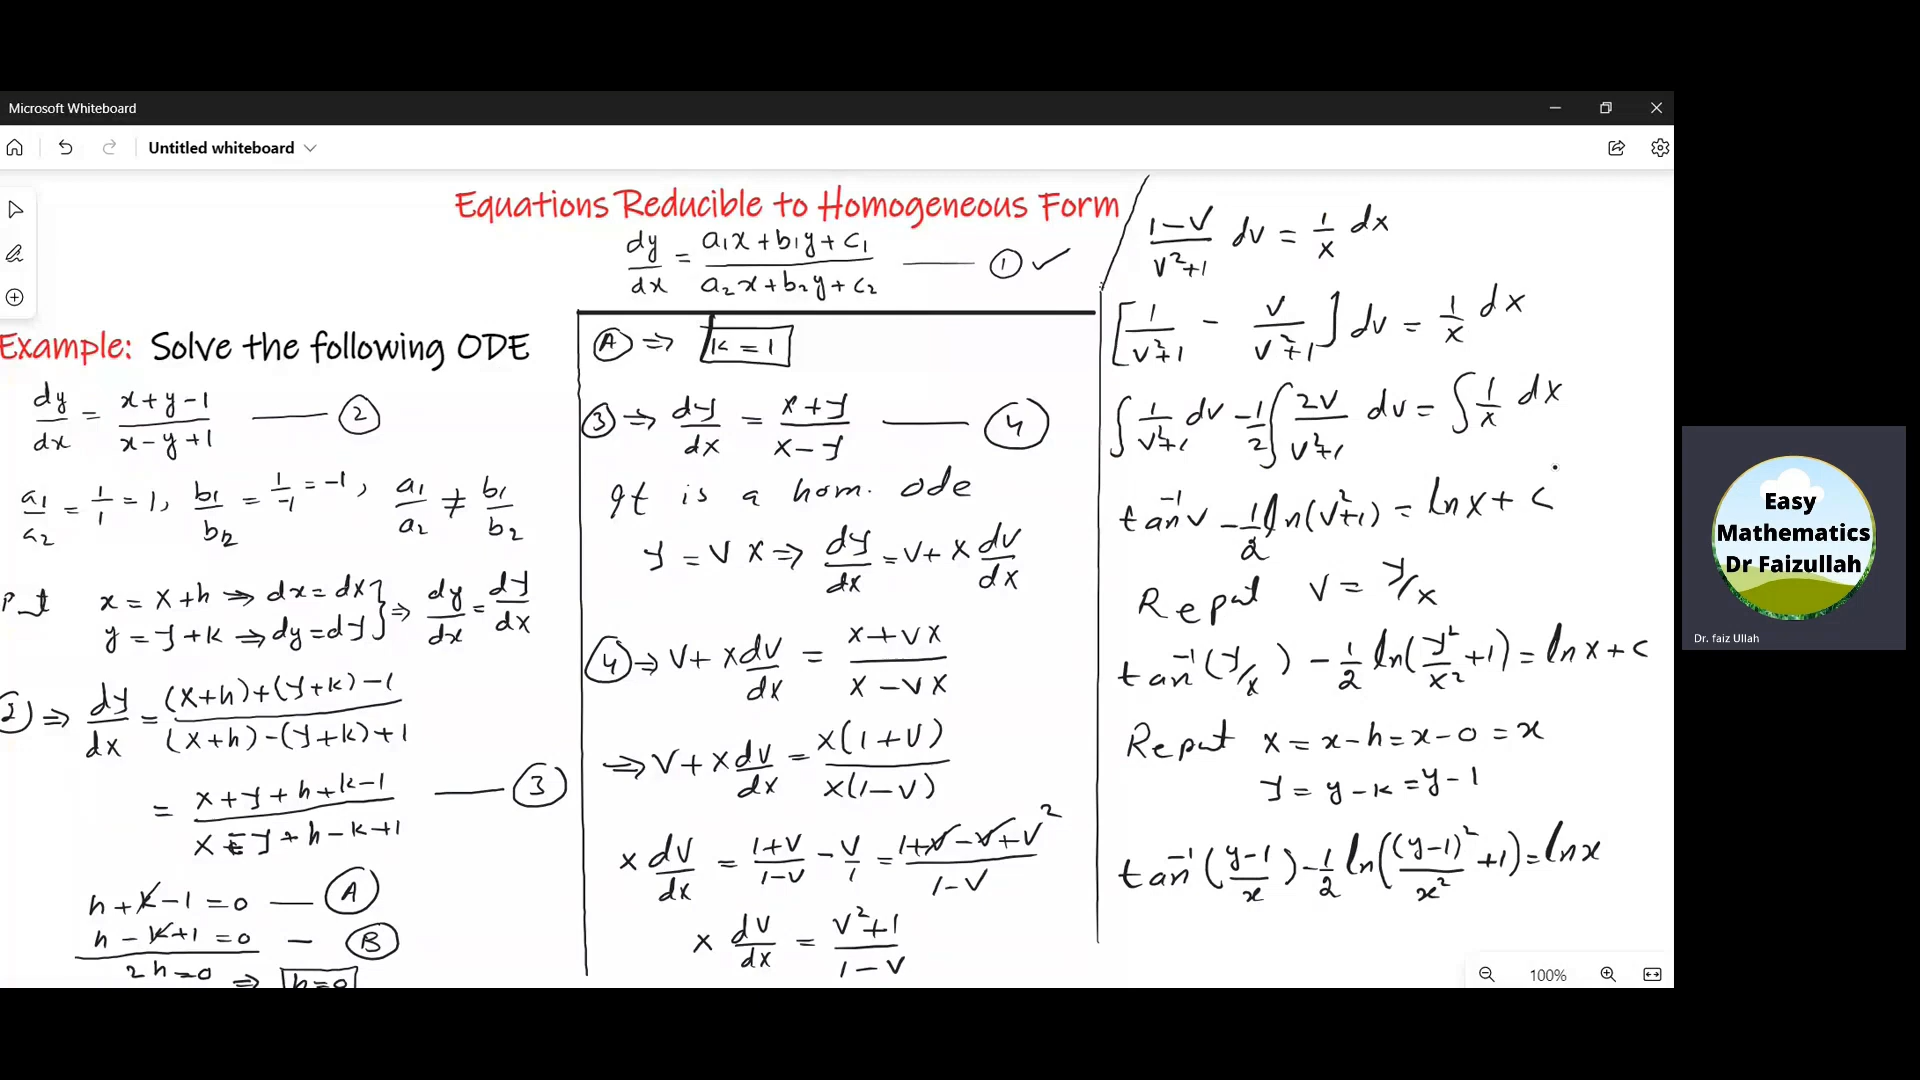 Microsoft Whiteboard
Untitled whiteboard
Equations Reducible to Homogeneous Form
dy/dx = (a₁x + b₁y + c₁)/(a₂x + b₂y + c₂) —— ① ✓
Example: Solve the following ODE
dy/dx = (x + y - 1)/(x - y + 1) —— ②
a₁/a₂ = 1/1 = 1, b₁/b₂ = 1/-1 = -1, a₁/a₂ ≠ b₁/b₂
Put x = X + h ⇒ dx = dX
y = Y + k ⇒ dy = dY } ⇒ dy/dx = dY/dX
② ⇒ dY/dX = ((X+h) + (Y+k) - 1)/((X+h) - (Y+k) + 1)
= (X + Y + h + k - 1)/(X - Y + h - k + 1) —— ③
h + k - 1 = 0 — Ⓐ
h - k + 1 = 0 — Ⓑ
2h = 0 ⇒ h = 0
Ⓐ ⇒ k = 1
③ ⇒ dY/dX = (X + Y)/(X - Y) —— ④
It is a hom. ode
Y = V X ⇒ dY/dX = V + X dV/dX
④ ⇒ V + X dV/dX = (X + VX)/(X - VX)
⇒ V + X dV/dX = X(1+V)/X(1-V)
X dV/dX = (1+V)/(1-V) - V/1 = (1 + V - V + V²)/(1-V)
X dV/dX = (V² + 1)/(1 - V)
(1-V)/(V²+1) dV = 1/X dX
[1/(V²+1) - V/(V²+1)] dV = 1/X dX
∫ 1/(V²+1) dV - 1/2 ∫ 2V/(V²+1) dV = ∫ 1/X dX
tan⁻¹V - 1/2 ln(V²+1) = ln X + C
Reput V = Y/X
tan⁻¹(Y/X) - 1/2 ln(Y²/X² + 1) = ln X + C
Reput X = x - h = x - 0 = x
Y = y - k = y - 1
tan⁻¹((y-1)/x) - 1/2 ln((y-1)²/x² + 1) = ln x
100%
Easy
Mathematics
Dr Faizullah
Dr. faiz Ullah